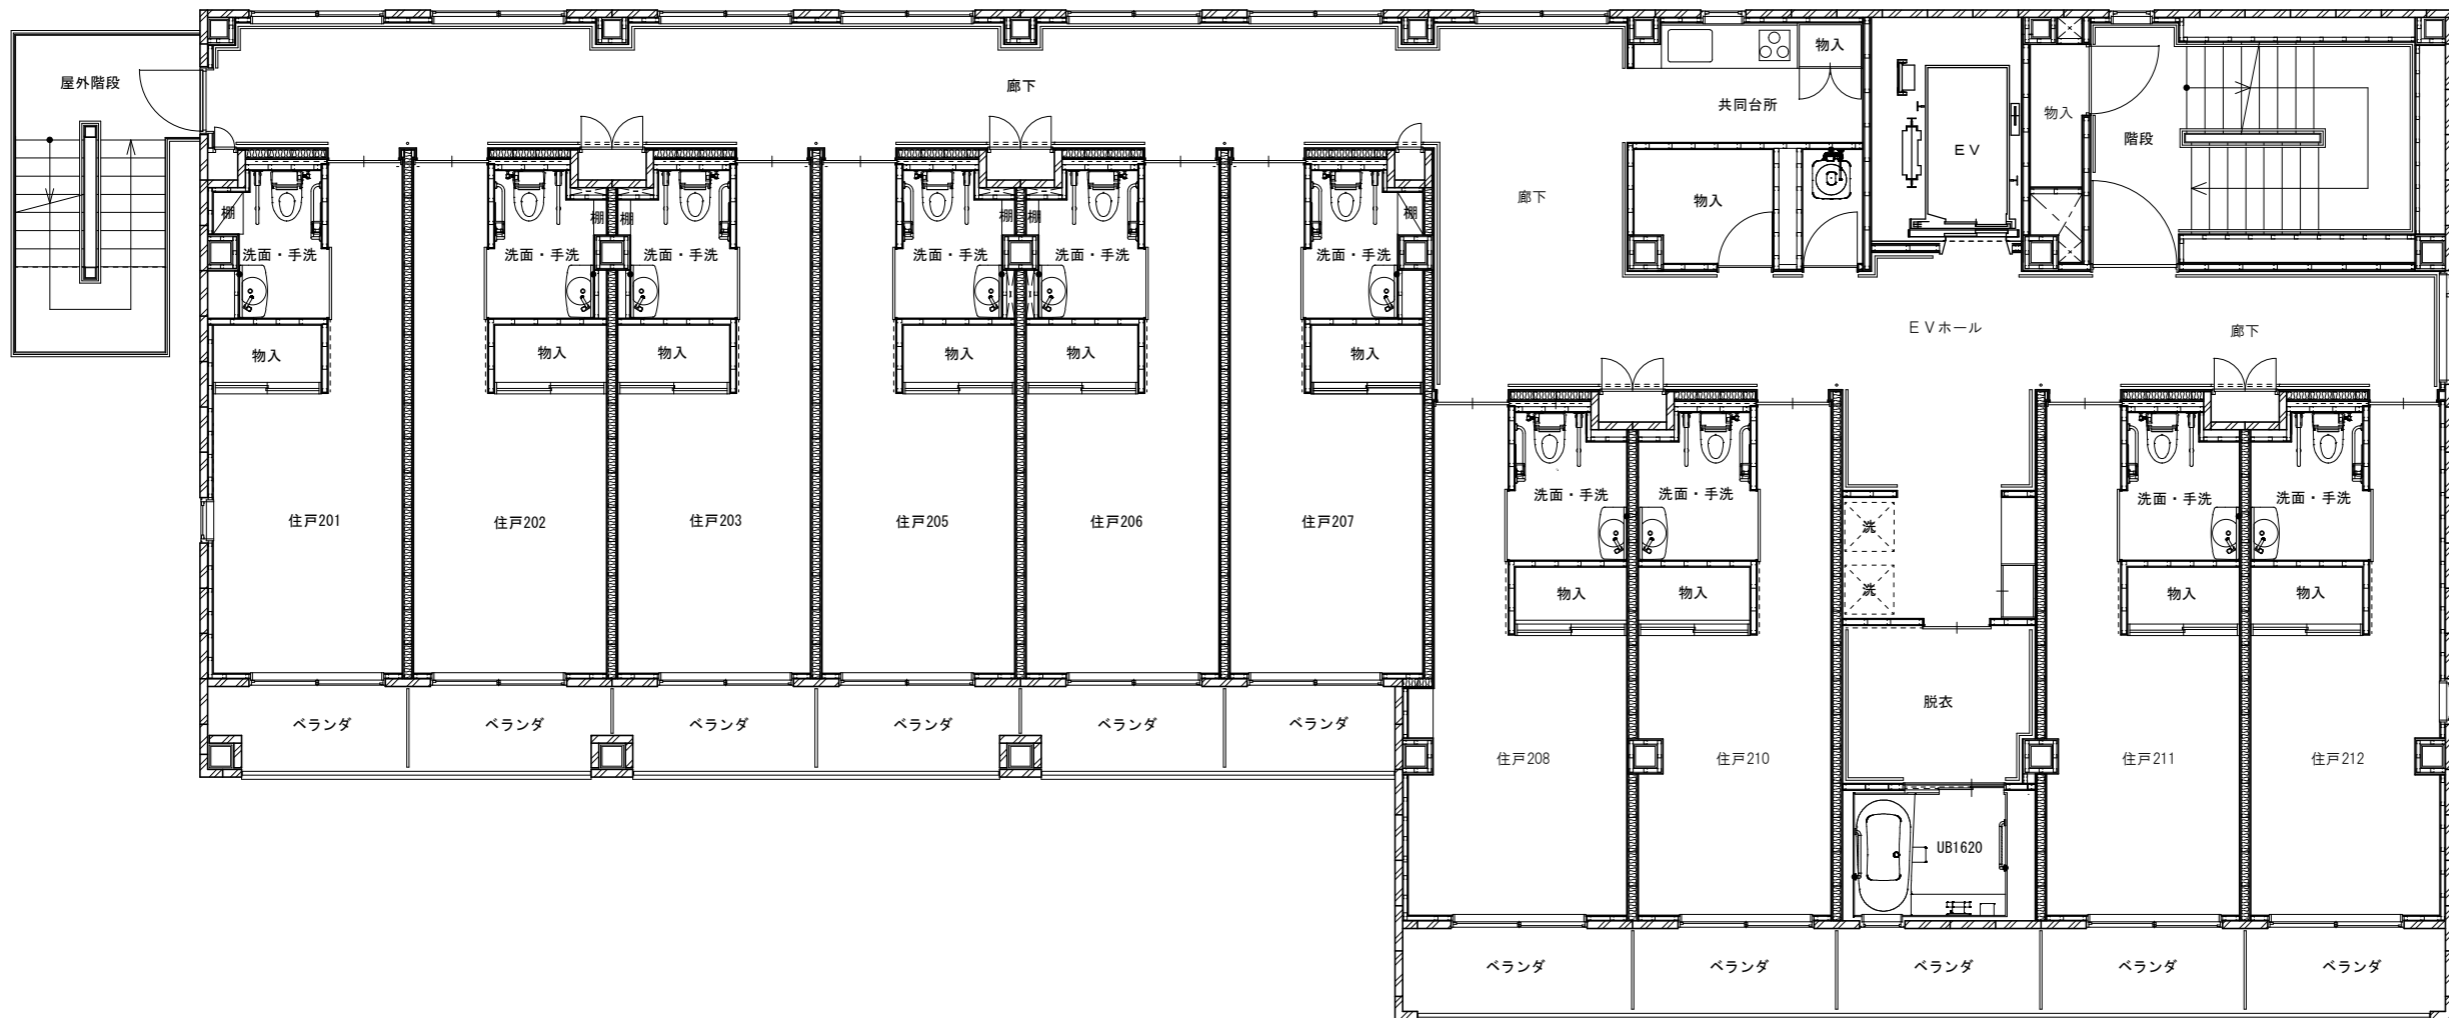 屋外階段
廊下
共同台所
物入
物入
EV
階段
物入
廊下
棚
棚
棚
棚
棚
棚
洗面・手洗
洗面・手洗
洗面・手洗
洗面・手洗
洗面・手洗
洗面・手洗
EVホール
廊下
物入
物入
物入
物入
物入
物入
住戸201
住戸202
住戸203
住戸205
住戸206
住戸207
洗面・手洗
洗面・手洗
洗面・手洗
洗面・手洗
洗
洗
物入
物入
物入
物入
ベランダ
ベランダ
ベランダ
ベランダ
ベランダ
ベランダ
脱衣
住戸208
住戸210
住戸211
住戸212
UB1620
ベランダ
ベランダ
ベランダ
ベランダ
ベランダ